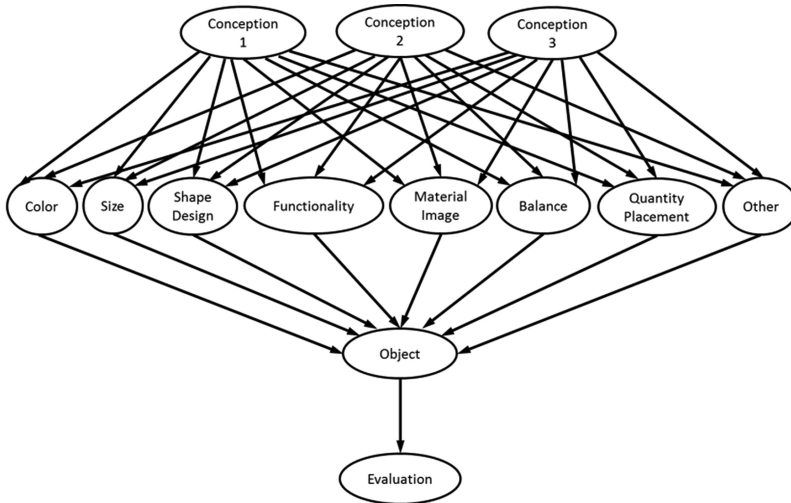 Conception
1
Conception
2
Conception
3
Color
Size
Shape
Design
Functionality
Material
Image
Balance
Quantity
Placement
Other
Object
Evaluation